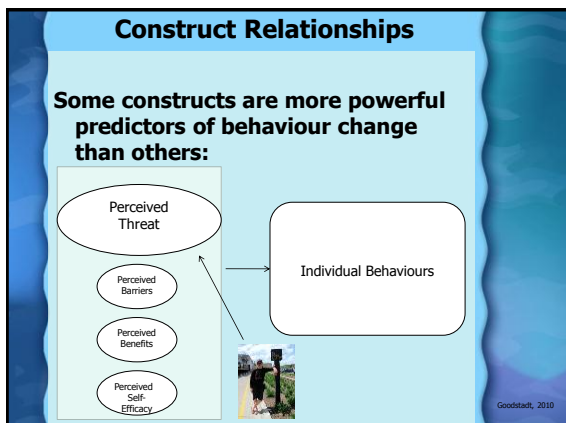 Construct Relationships
Some constructs are more powerful
predictors of behaviour change
than others:
Perceived
Threat
Perceived
Barriers
Perceived
Benefits
Perceived
Self-
Efficacy
Individual Behaviours
Goodstadt, 2010